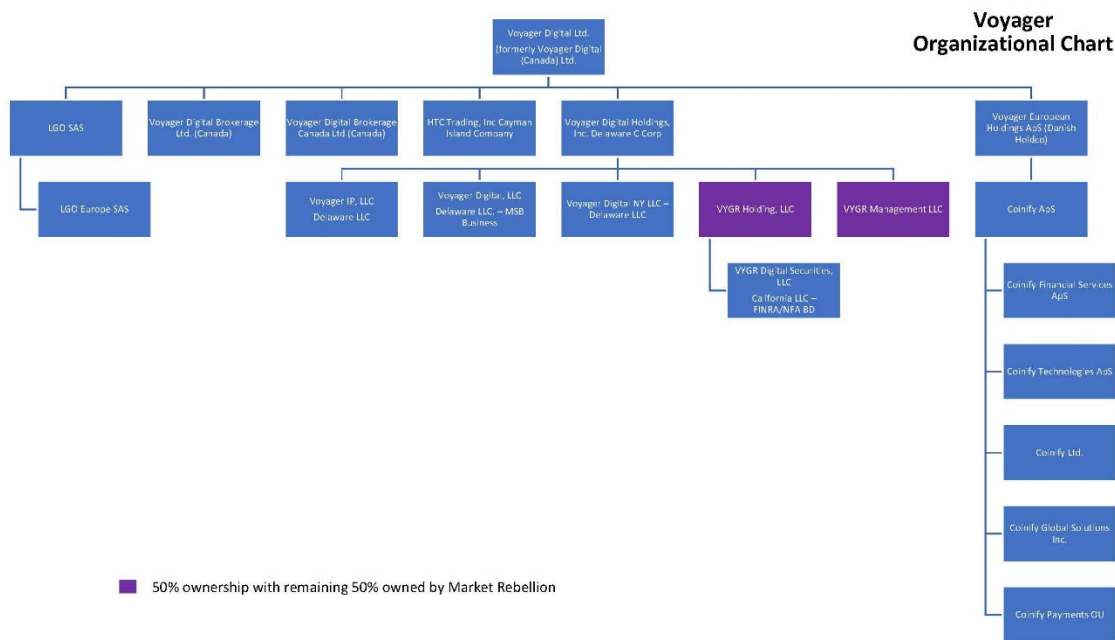 Voyager
Organizational Chart
Voyager Digital Ltd.
(formerly Voyager Digital
(Canada) Ltd.
LGO SAS
Voyager Digital Brokerage
Ltd. (Canada)
Voyager Digital Brokerage
Canada Ltd (Canada)
HTC Trading, Inc Cayman
Island Company
Voyager Digital Holdings,
Inc. Delaware C Corp
Voyager European
Holdings ApS (Danish
Holdco)
LGO Europe SAS
Voyager IP, LLC
Delaware LLC
Voyager Digital, LLC
Delaware LLC. – MSB
Business
Voyager Digital NY LLC –
Delaware LLC
VYGR Holding, LLC
VYGR Management LLC
Coinify ApS
VYGR Digital Securities,
LLC
California LLC –
FINRA/NFA BD
Coinify Financial Services
ApS
Coinify Technologies ApS
Coinify Ltd.
Coinify Global Solutions
Inc.
Coinify Payments OU
50% ownership with remaining 50% owned by Market Rebellion